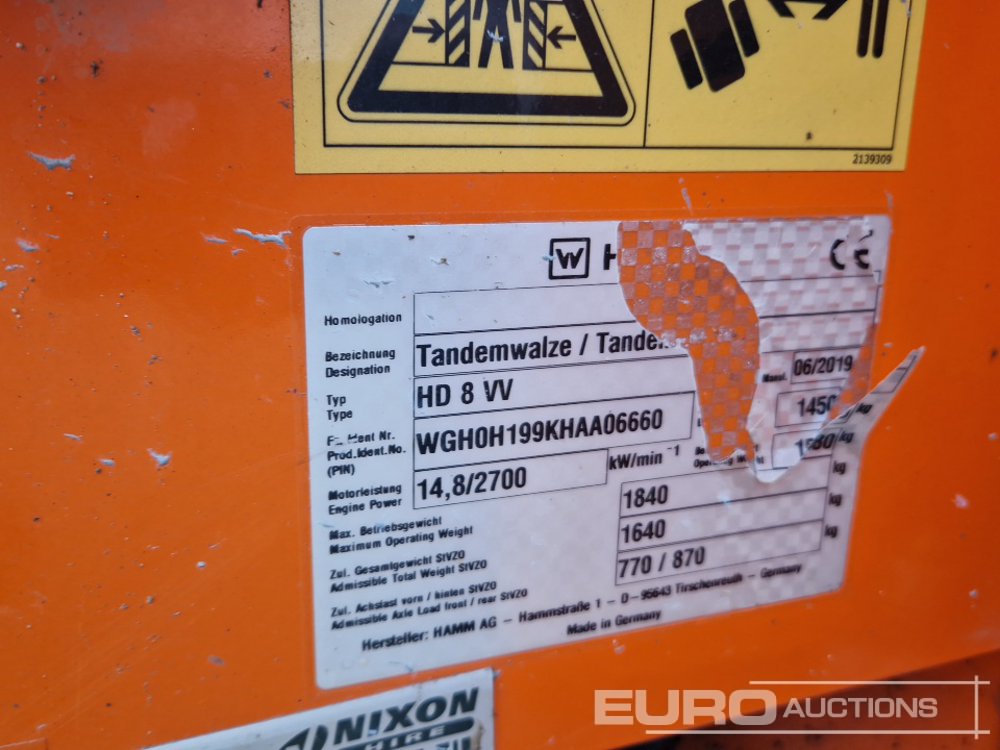 2139309
W H
CE
Homologation
Bezeichnung
Designation
Tandemwalze /
Manuf. 06/2019
Typ
Type
HD 8 VV
kg
Prod.Ident.No.
(PIN)
WGH0H199KHAA06660
kg
Motorleistung
Engine Power
14,8/2700
kW/min -1
Max. Betriebsgewicht
Maximum Operating Weight
1840 kg
Zul. Gesamtgewicht StVZO
Admissible Total Weight StVZO
1640 kg
Zul. Achslast vorn / hinten StVZO
Admissible Axle Load front / rear StVZO
770 / 870 kg
Hersteller: HAMM AG - Hammstraße 1 - D-95643 Tirschenreuth - Germany
Made in Germany
NIXON
HIRE
EURO AUCTIONS